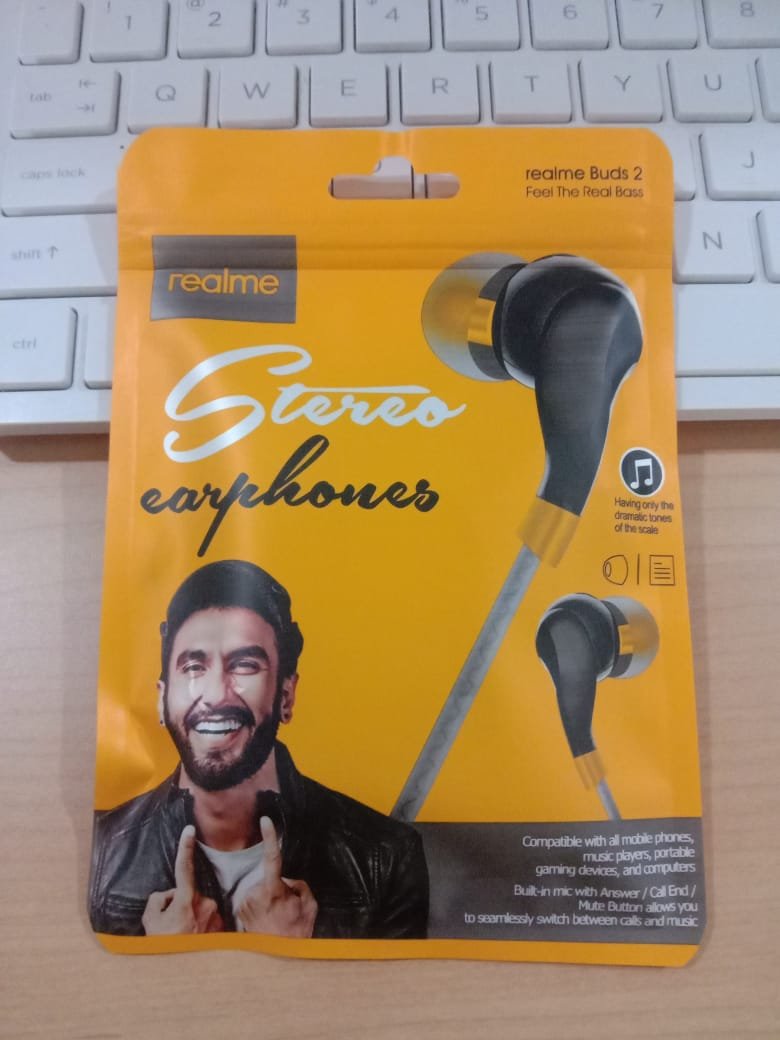 ! 1
@ 2
# 3
$ 4
% 5
6
7
8
tab
Q W E R T Y U
caps lock
J
shift
N
ctrl
realme Buds 2
Feel The Real Bass
realme
Stereo
earphones
Having only the
dramatic tones
of the scale
Compatible with all mobile phones,
music players, portable
gaming devices, and computers
Built-in mic with Answer / Call End /
Mute Button allows you
to seamlessly switch between calls and music